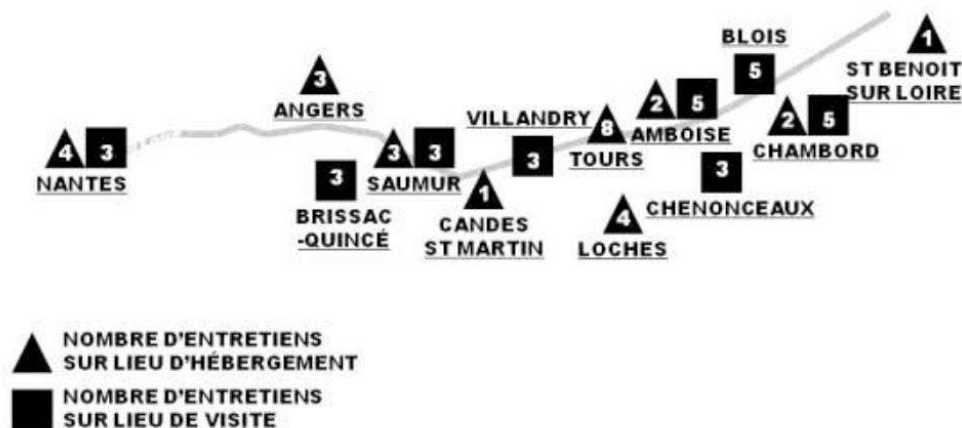 BLOIS
5
1
ST BENOIT
SUR LOIRE
3
ANGERS
2 5
AMBOISE
2 5
CHAMBORD
VILLANDRY
8
TOURS
3
4 3
NANTES
3 3
SAUMUR
3
BRISSAC
-QUINCÉ
1
CANDES
ST MARTIN
3
CHENONCEAUX
4
LOCHES
NOMBRE D'ENTRETIENS
SUR LIEU D'HÉBERGEMENT
NOMBRE D'ENTRETIENS
SUR LIEU DE VISITE